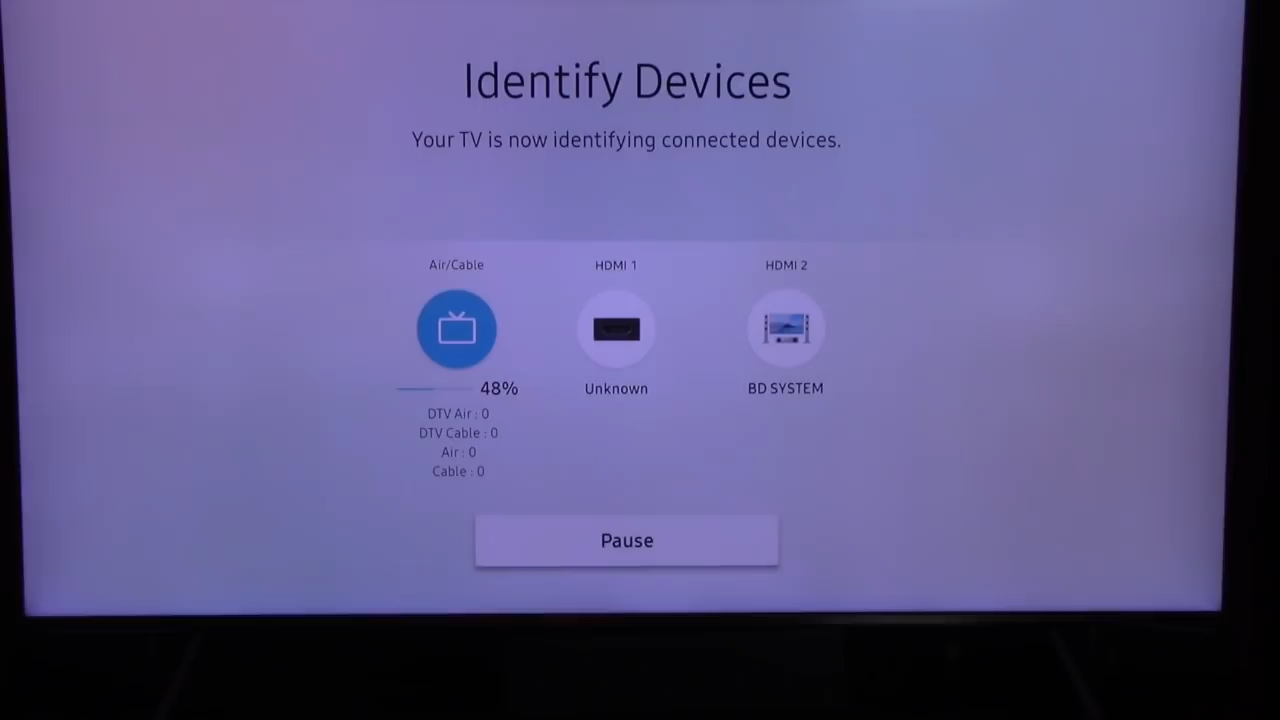 Identify Devices
Your TV is now identifying connected devices.
Air/Cable
HDMI 1
HDMI 2
48%
Unknown
BD SYSTEM
DTV Air : 0
DTV Cable : 0
Air : 0
Cable : 0
Pause